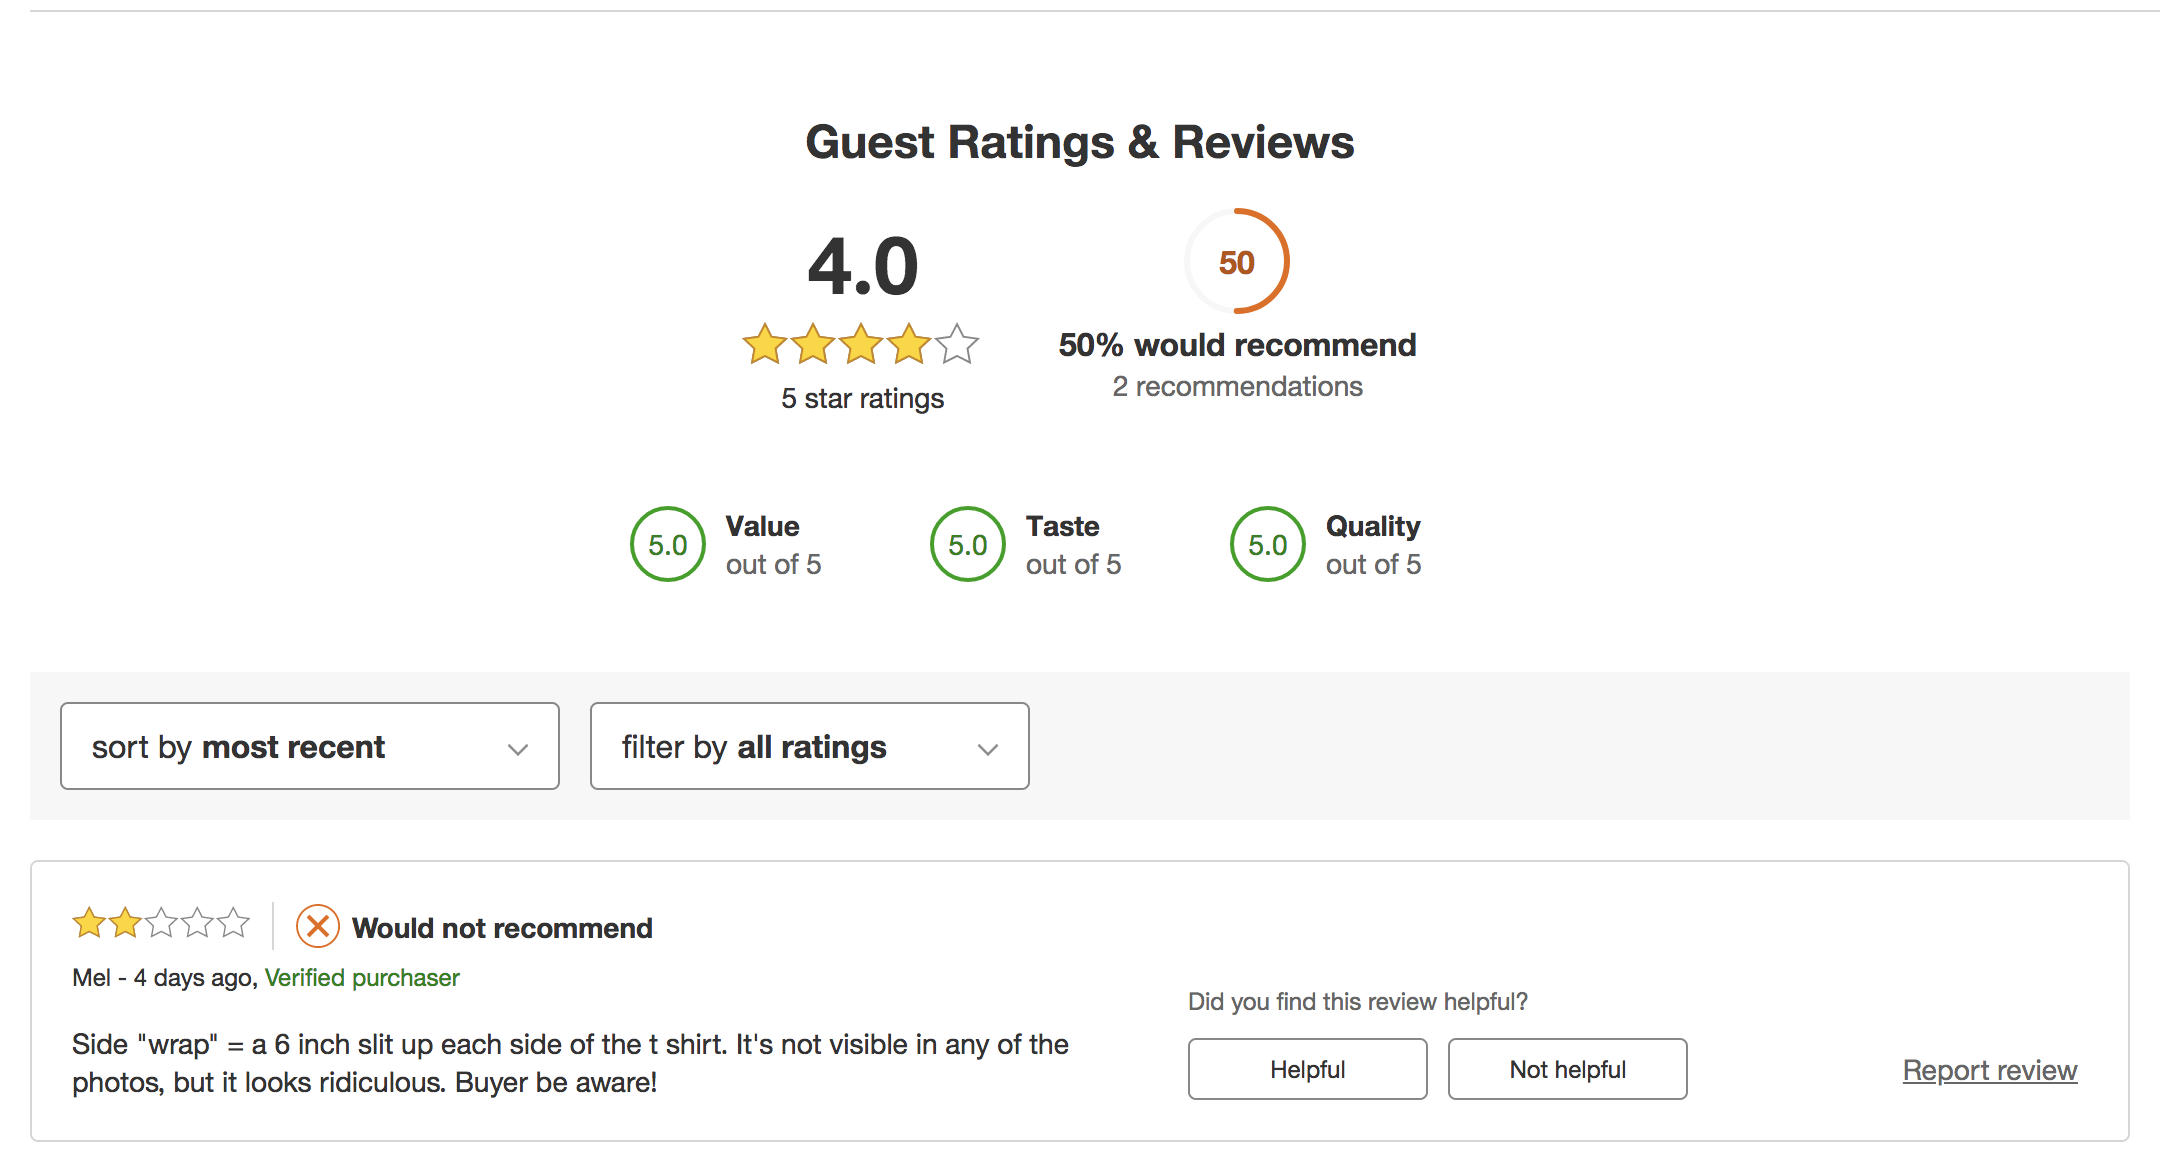 Guest Ratings & Reviews
4.0
5 star ratings
50
50% would recommend
2 recommendations
5.0
Value
out of 5
5.0
Taste
out of 5
5.0
Quality
out of 5
sort by most recent
filter by all ratings
Would not recommend
Mel - 4 days ago, Verified purchaser
Side "wrap" = a 6 inch slit up each side of the t shirt. It's not visible in any of the
photos, but it looks ridiculous. Buyer be aware!
Did you find this review helpful?
Helpful
Not helpful
Report review